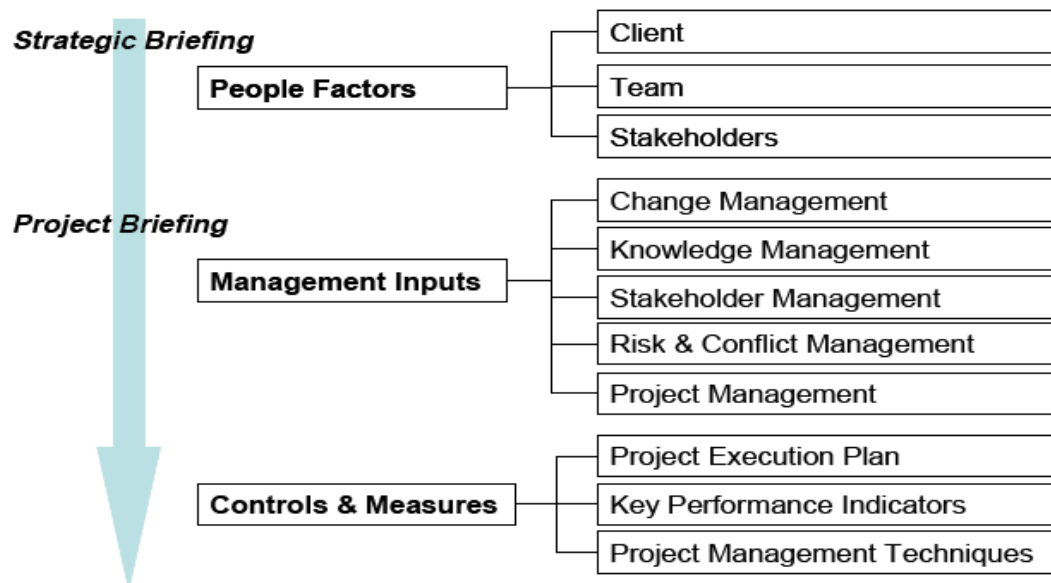 Strategic Briefing
People Factors
Client
Team
Stakeholders
Project Briefing
Management Inputs
Change Management
Knowledge Management
Stakeholder Management
Risk & Conflict Management
Project Management
Controls & Measures
Project Execution Plan
Key Performance Indicators
Project Management Techniques